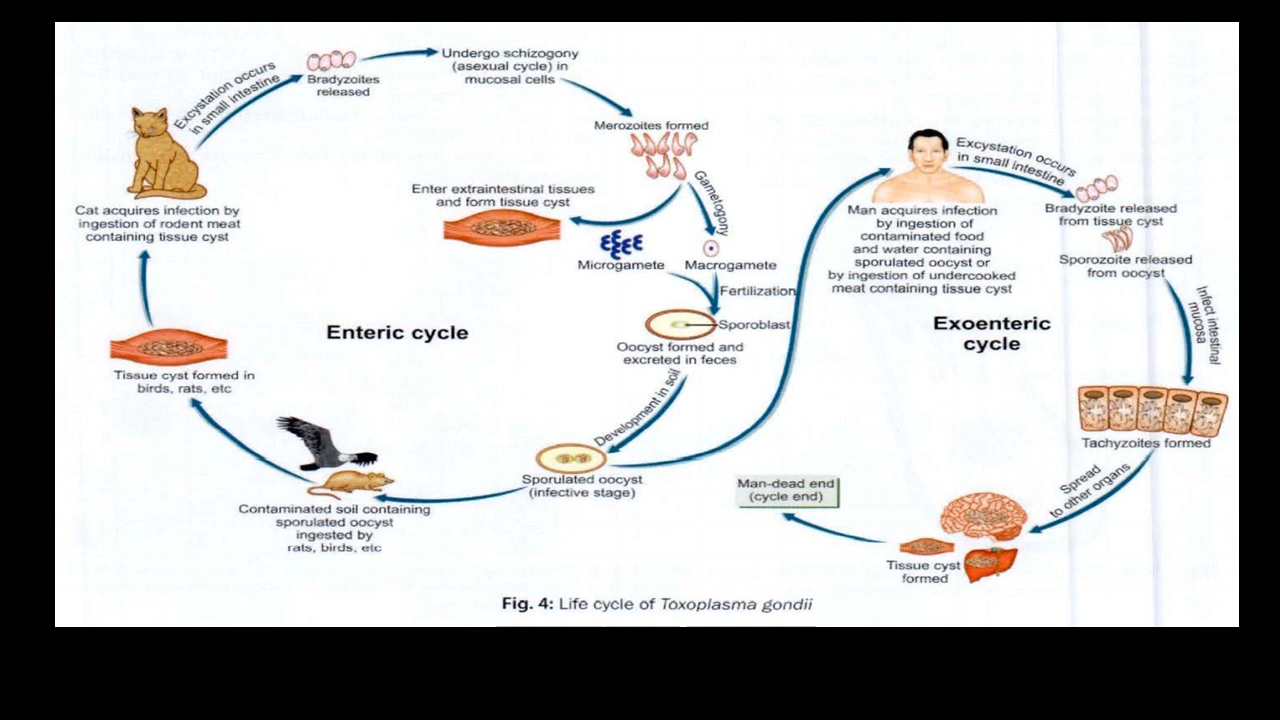 Undergo schizogony
(asexual cycle) in
mucosal cells
Excystation occurs
in small intestine
Bradyzoites
released
Merozoites formed
Gametogony
Enter extraintestinal tissues
and form tissue cyst
Cat acquires infection by
ingestion of rodent meat
containing tissue cyst
Microgamete
Macrogamete
Fertilization
Sporoblast
Oocyst formed and
excreted in feces
Enteric cycle
Tissue cyst formed in
birds, rats, etc
Development in soil
Sporulated oocyst
(infective stage)
Contaminated soil containing
sporulated oocyst
ingested by
rats, birds, etc
Excystation occurs
in small intestine
Man acquires infection
by ingestion of
contaminated food
and water containing
sporulated oocyst or
by ingestion of undercooked
meat containing tissue cyst
Bradyzoite released
from tissue cyst
Sporozoite released
from oocyst
Infect intestinal
mucosa
Exoenteric
cycle
Tachyzoites formed
Spread
to other organs
Man-dead end
(cycle end)
Tissue cyst
formed
Fig. 4: Life cycle of Toxoplasma gondii